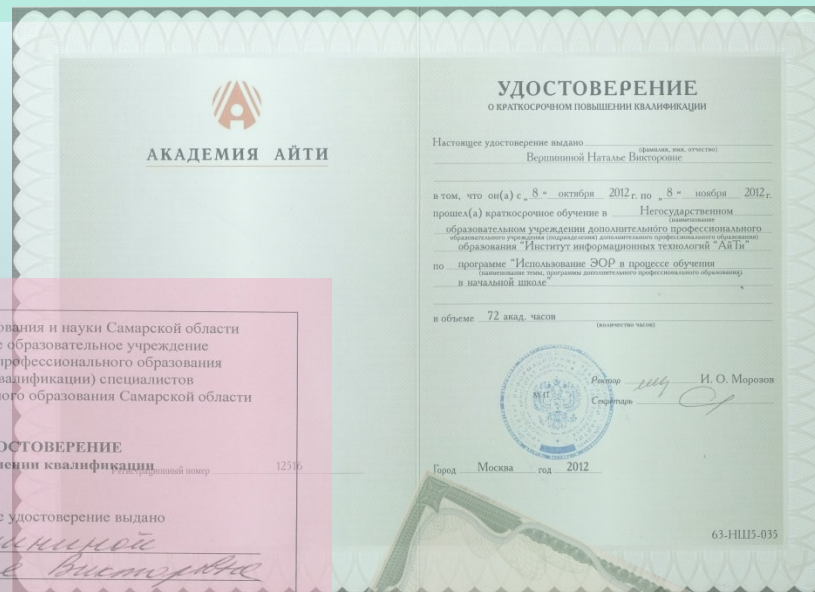 АКАДЕМИЯ АЙТИ
Регистрационный номер 12516
УДОСТОВЕРЕНИЕ
О КРАТКОСРОЧНОМ ПОВЫШЕНИИ КВАЛИФИКАЦИИ
Настоящее удостоверение выдано
(фамилия, имя, отчество)
Вершининой Наталье Викторовне
в том, что он(а) с „ 8 “ октября 2012 г. по „ 8 “ ноября 2012 г.
прошел(а) краткосрочное обучение в Негосударственном
(наименование
образовательном учреждении дополнительного профессионального
образовательного учреждения (подразделения) дополнительного профессионального образования)
образования "Институт информационных технологий "АйТи"
по программе "Использование ЭОР в процессе обучения
(наименование темы, программы дополнительного профессионального образования)
в начальной школе"
в объеме 72 акад. часов
(количество часов)
Ректор И. О. Морозов
М П
Секретарь
Город Москва год 2012
63-НШ5-035
ования и науки Самарской области
е образовательное учреждение
профессионального образования
валификации) специалистов
ного образования Самарской области
ОСТОВЕРЕНИЕ
ении квалификации
е удостоверение выдано
ининой
е Викторовне